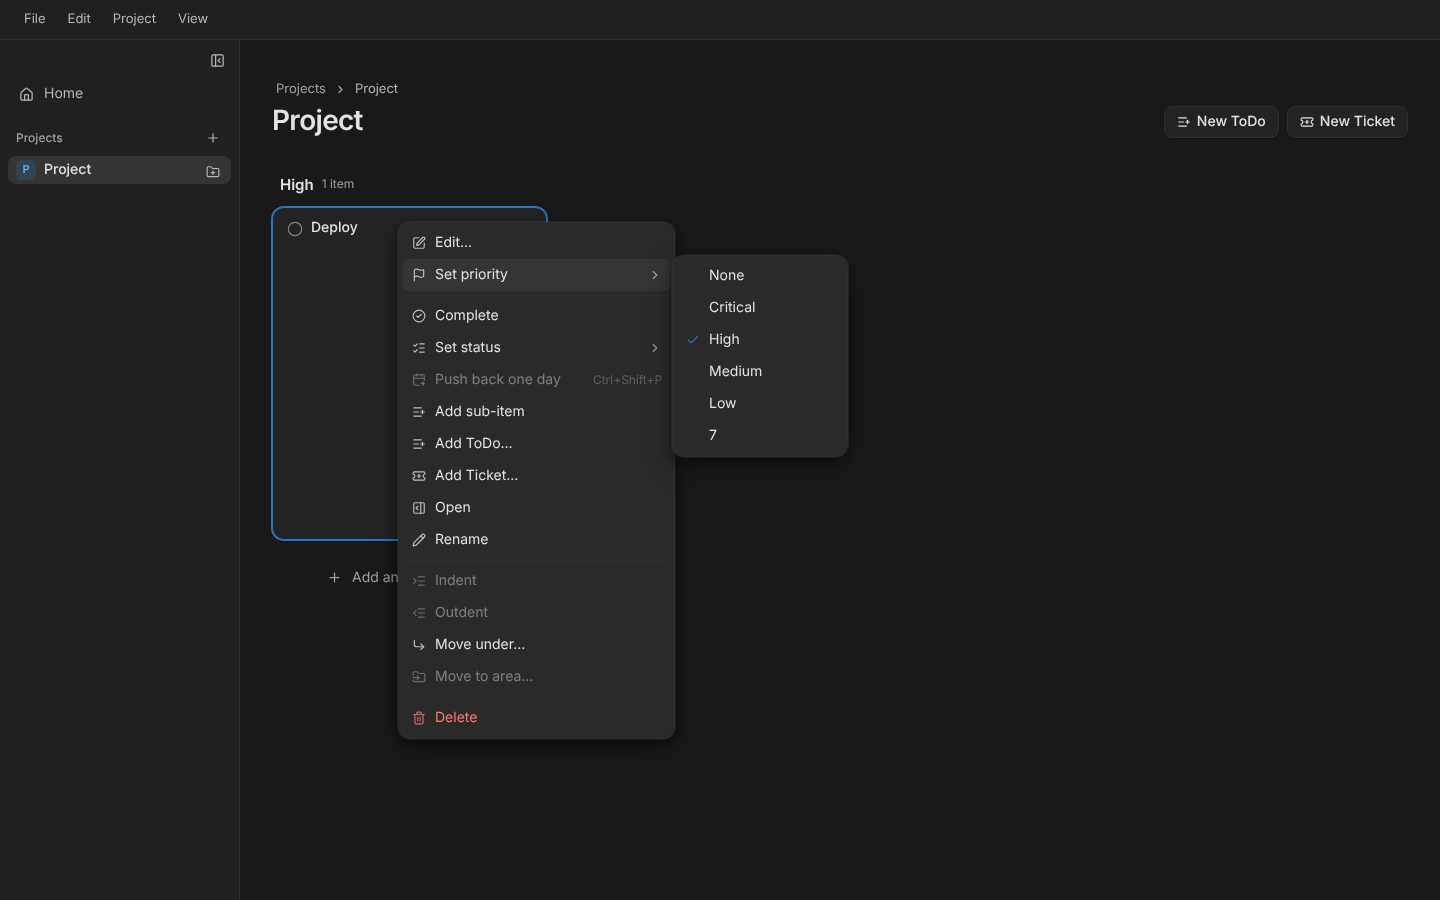 File Edit Project View
Home
Projects
P Project
Projects > Project
Project
New ToDo New Ticket
High 1 item
Deploy
Add an
Edit...
Set priority
Complete
Set status
Push back one day Ctrl+Shift+P
Add sub-item
Add ToDo...
Add Ticket...
Open
Rename
Indent
Outdent
Move under...
Move to area...
Delete
None
Critical
High
Medium
Low
7